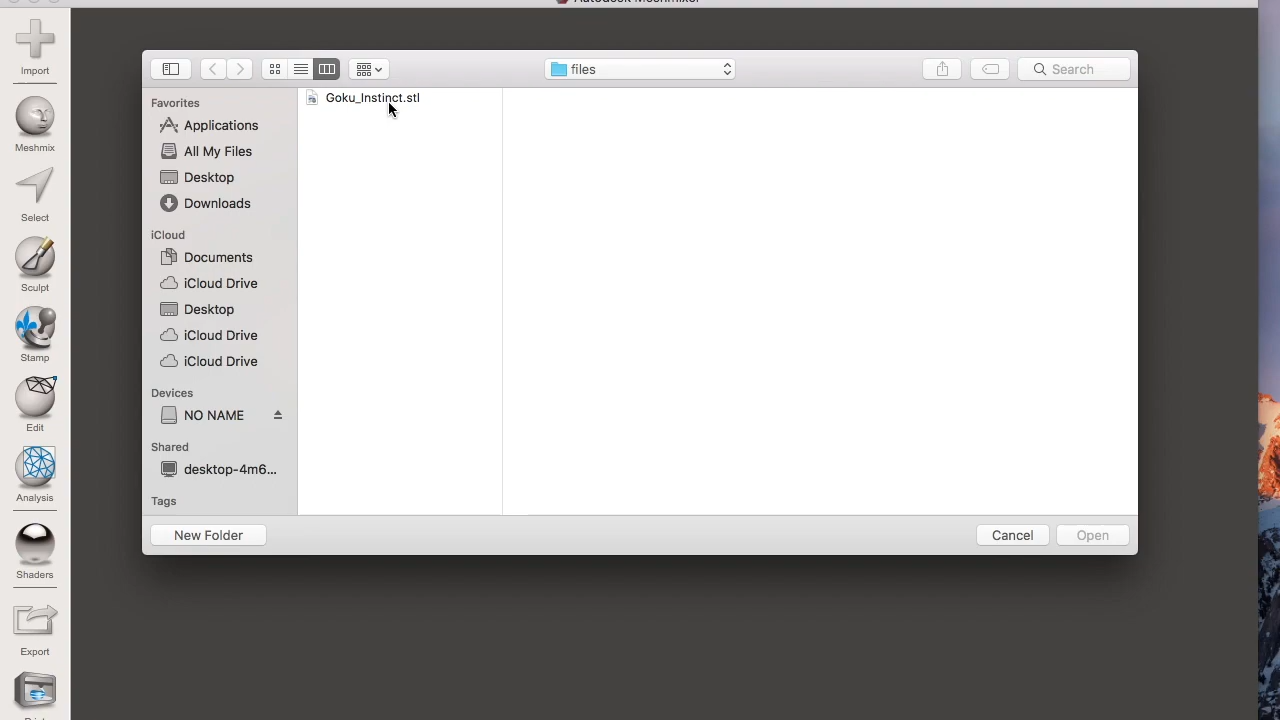 Autodesk Meshmixer
Import
Meshmix
Select
Sculpt
Stamp
Edit
Analysis
Shaders
Export
files
Search
Favorites
Applications
All My Files
Desktop
Downloads
iCloud
Documents
iCloud Drive
Desktop
iCloud Drive
iCloud Drive
Devices
NO NAME
Shared
desktop-4m6...
Tags
Goku_Instinct.stl
New Folder
Cancel
Open